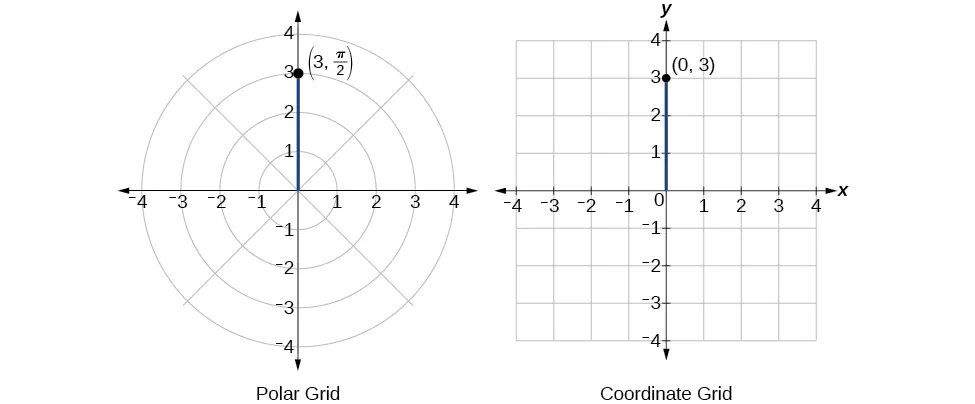 4
(3, π/2)
3
2
1
-4 -3 -2 -1 1 2 3 4
-1
-2
-3
-4
Polar Grid
y
4
(0, 3)
3
2
1
x
-4 -3 -2 -1 0 1 2 3 4
-1
-2
-3
-4
Coordinate Grid